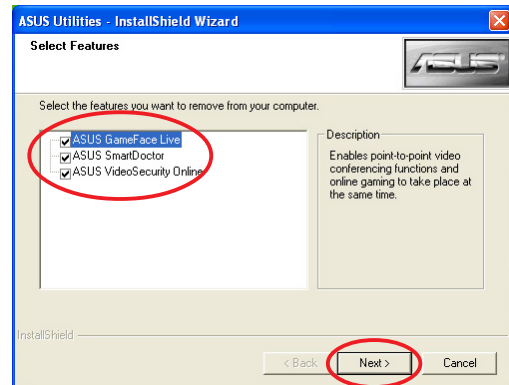 ASUS Utilities - InstallShield Wizard
Select Features
ASUS
Select the features you want to remove from your computer.
ASUS GameFace Live
ASUS SmartDoctor
ASUS VideoSecurity Online
Description
Enables point-to-point video
conferencing functions and
online gaming to take place at
the same time.
InstallShield
< Back
Next >
Cancel